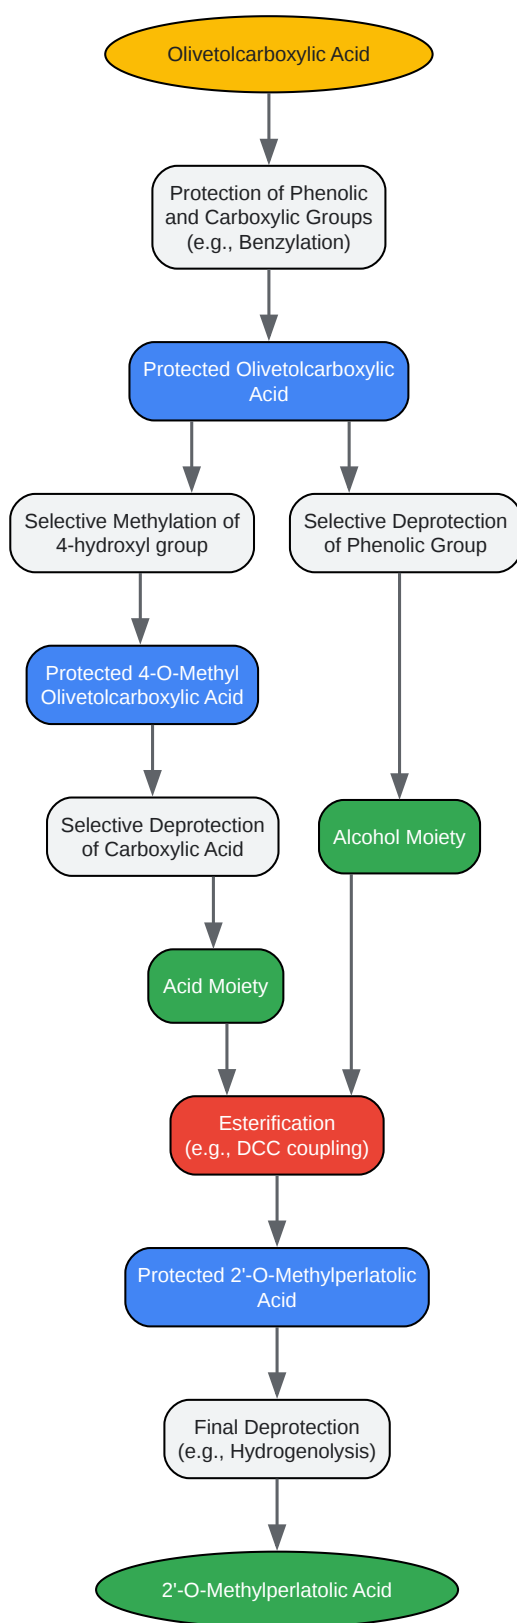 Olivetolcarboxylic Acid
Protection of Phenolic
and Carboxylic Groups
(e.g., Benzylation)
Protected Olivetolcarboxylic
Acid
Selective Methylation of
4-hydroxyl group
Selective Deprotection
of Phenolic Group
Protected 4-O-Methyl
Olivetolcarboxylic Acid
Selective Deprotection
of Carboxylic Acid
Alcohol Moiety
Acid Moiety
Esterification
(e.g., DCC coupling)
Protected 2'-O-Methylperlatolic
Acid
Final Deprotection
(e.g., Hydrogenolysis)
2'-O-Methylperlatolic Acid